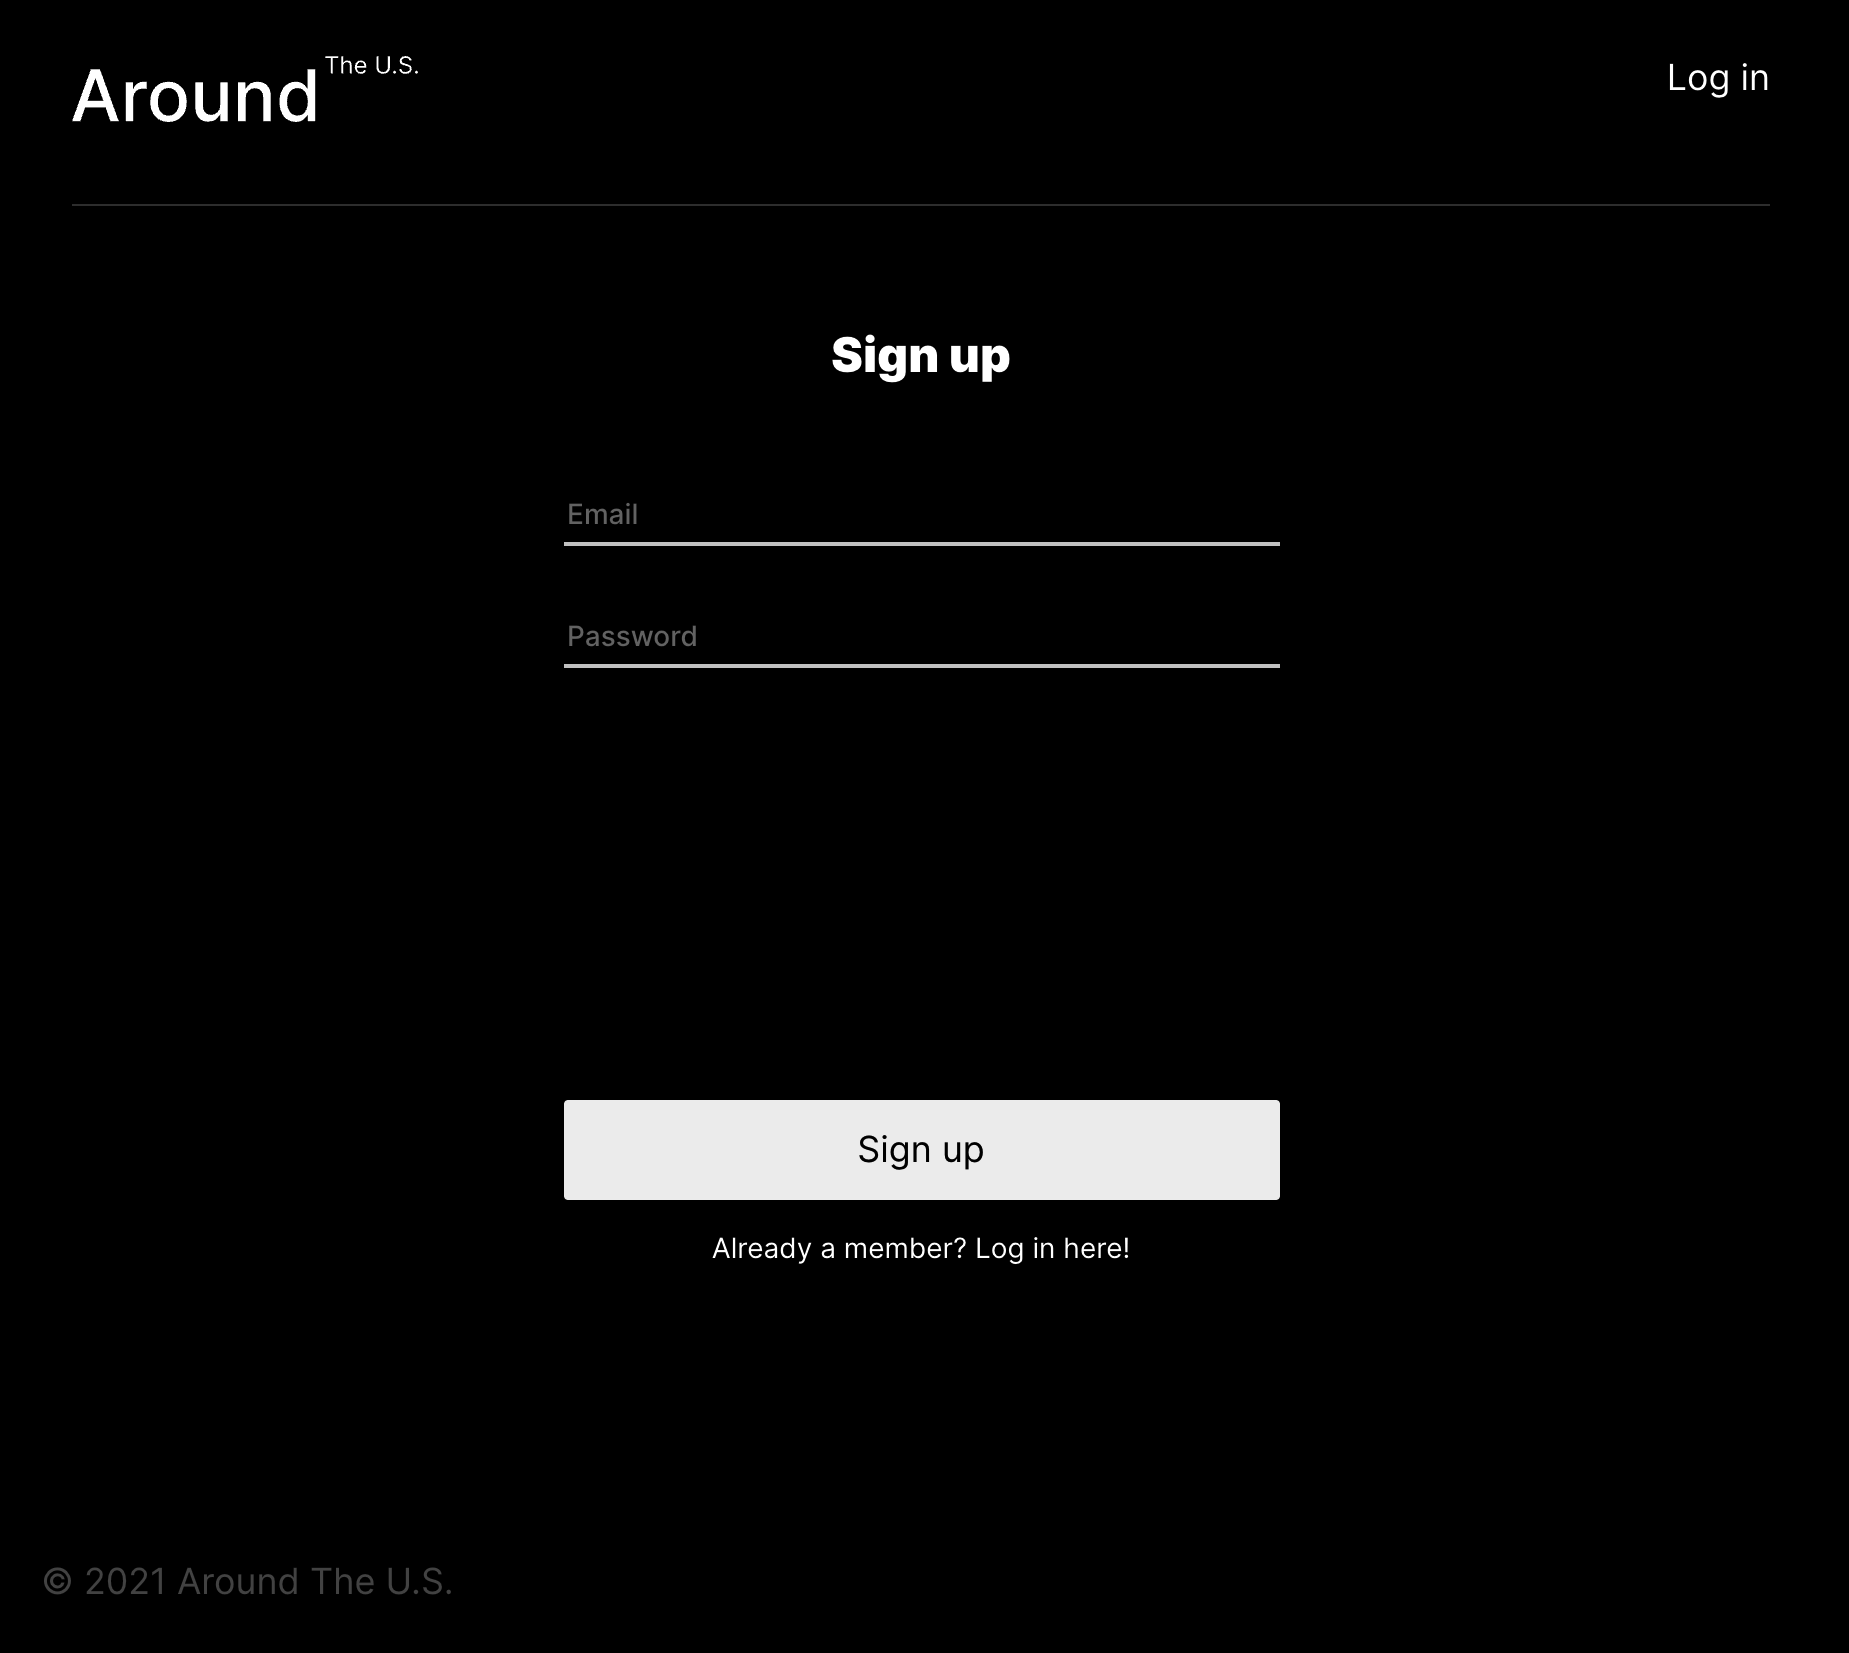 Around The U.S.
Log in
Sign up
Email
Password
Sign up
Already a member? Log in here!
© 2021 Around The U.S.